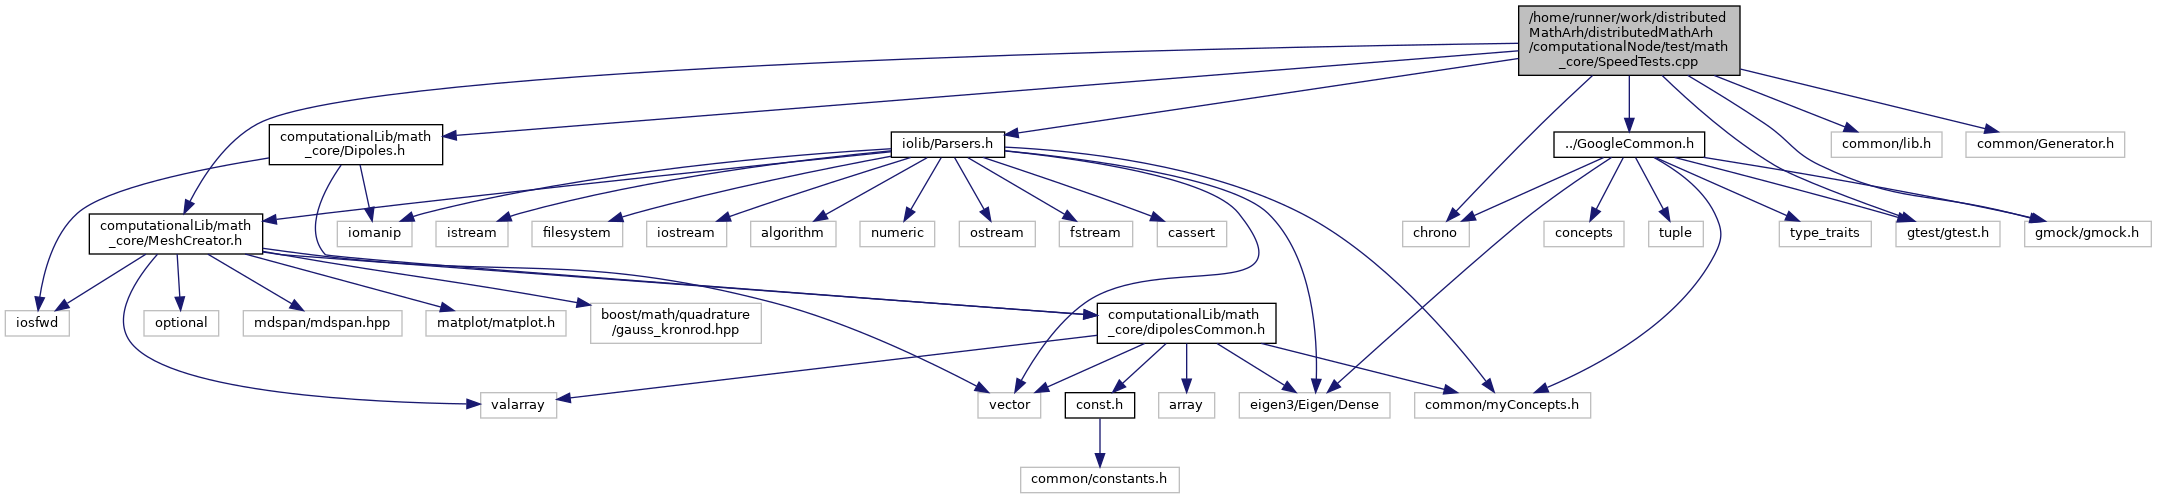 /home/runner/work/distributed
MathArh/distributedMathArh
/computationalNode/test/math
_core/SpeedTests.cpp
computationalLib/math
_core/Dipoles.h
iolib/Parsers.h
../GoogleCommon.h
common/lib.h
common/Generator.h
computationalLib/math
_core/MeshCreator.h
iomanip
istream
filesystem
iostream
algorithm
numeric
ostream
fstream
cassert
chrono
concepts
tuple
type_traits
gtest/gtest.h
gmock/gmock.h
iosfwd
optional
mdspan/mdspan.hpp
matplot/matplot.h
boost/math/quadrature
/gauss_kronrod.hpp
computationalLib/math
_core/dipolesCommon.h
valarray
vector
const.h
array
eigen3/Eigen/Dense
common/myConcepts.h
common/constants.h